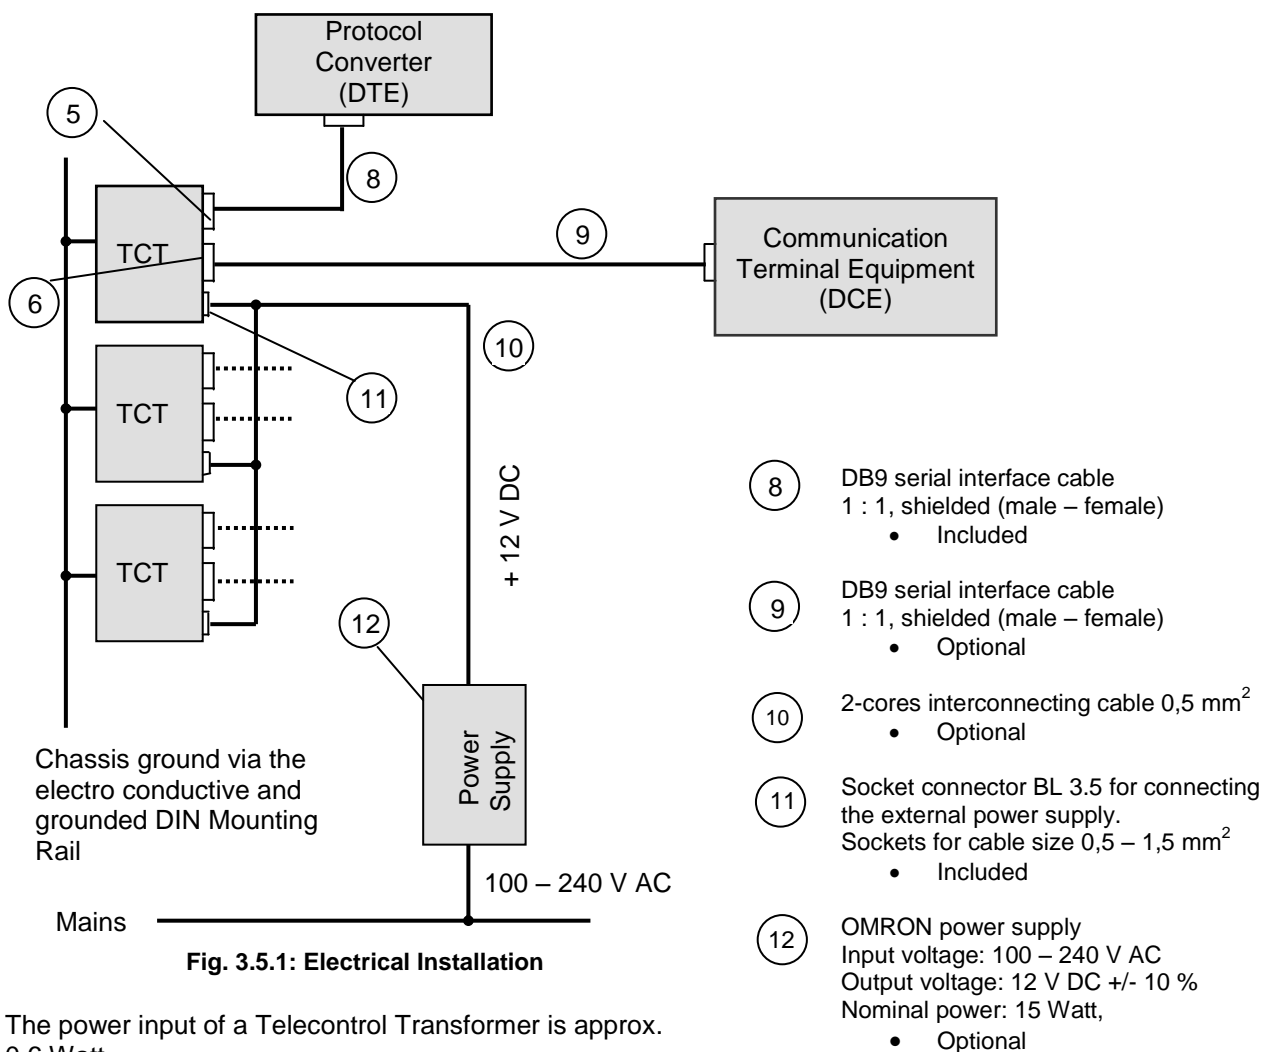 Protocol
Converter
(DTE)
5
8
TCT
9
Communication
Terminal Equipment
(DCE)
6
10
11
TCT
+ 12 V DC
TCT
12
Power
Supply
Chassis ground via the
electro conductive and
grounded DIN Mounting
Rail
100 – 240 V AC
Mains
Fig. 3.5.1: Electrical Installation
The power input of a Telecontrol Transformer is approx.
8
DB9 serial interface cable
1 : 1, shielded (male – female)
• Included
9
DB9 serial interface cable
1 : 1, shielded (male – female)
• Optional
10
2-cores interconnecting cable 0,5 mm²
• Optional
11
Socket connector BL 3.5 for connecting
the external power supply.
Sockets for cable size 0,5 – 1,5 mm²
• Included
12
OMRON power supply
Input voltage: 100 – 240 V AC
Output voltage: 12 V DC +/- 10 %
Nominal power: 15 Watt,
• Optional